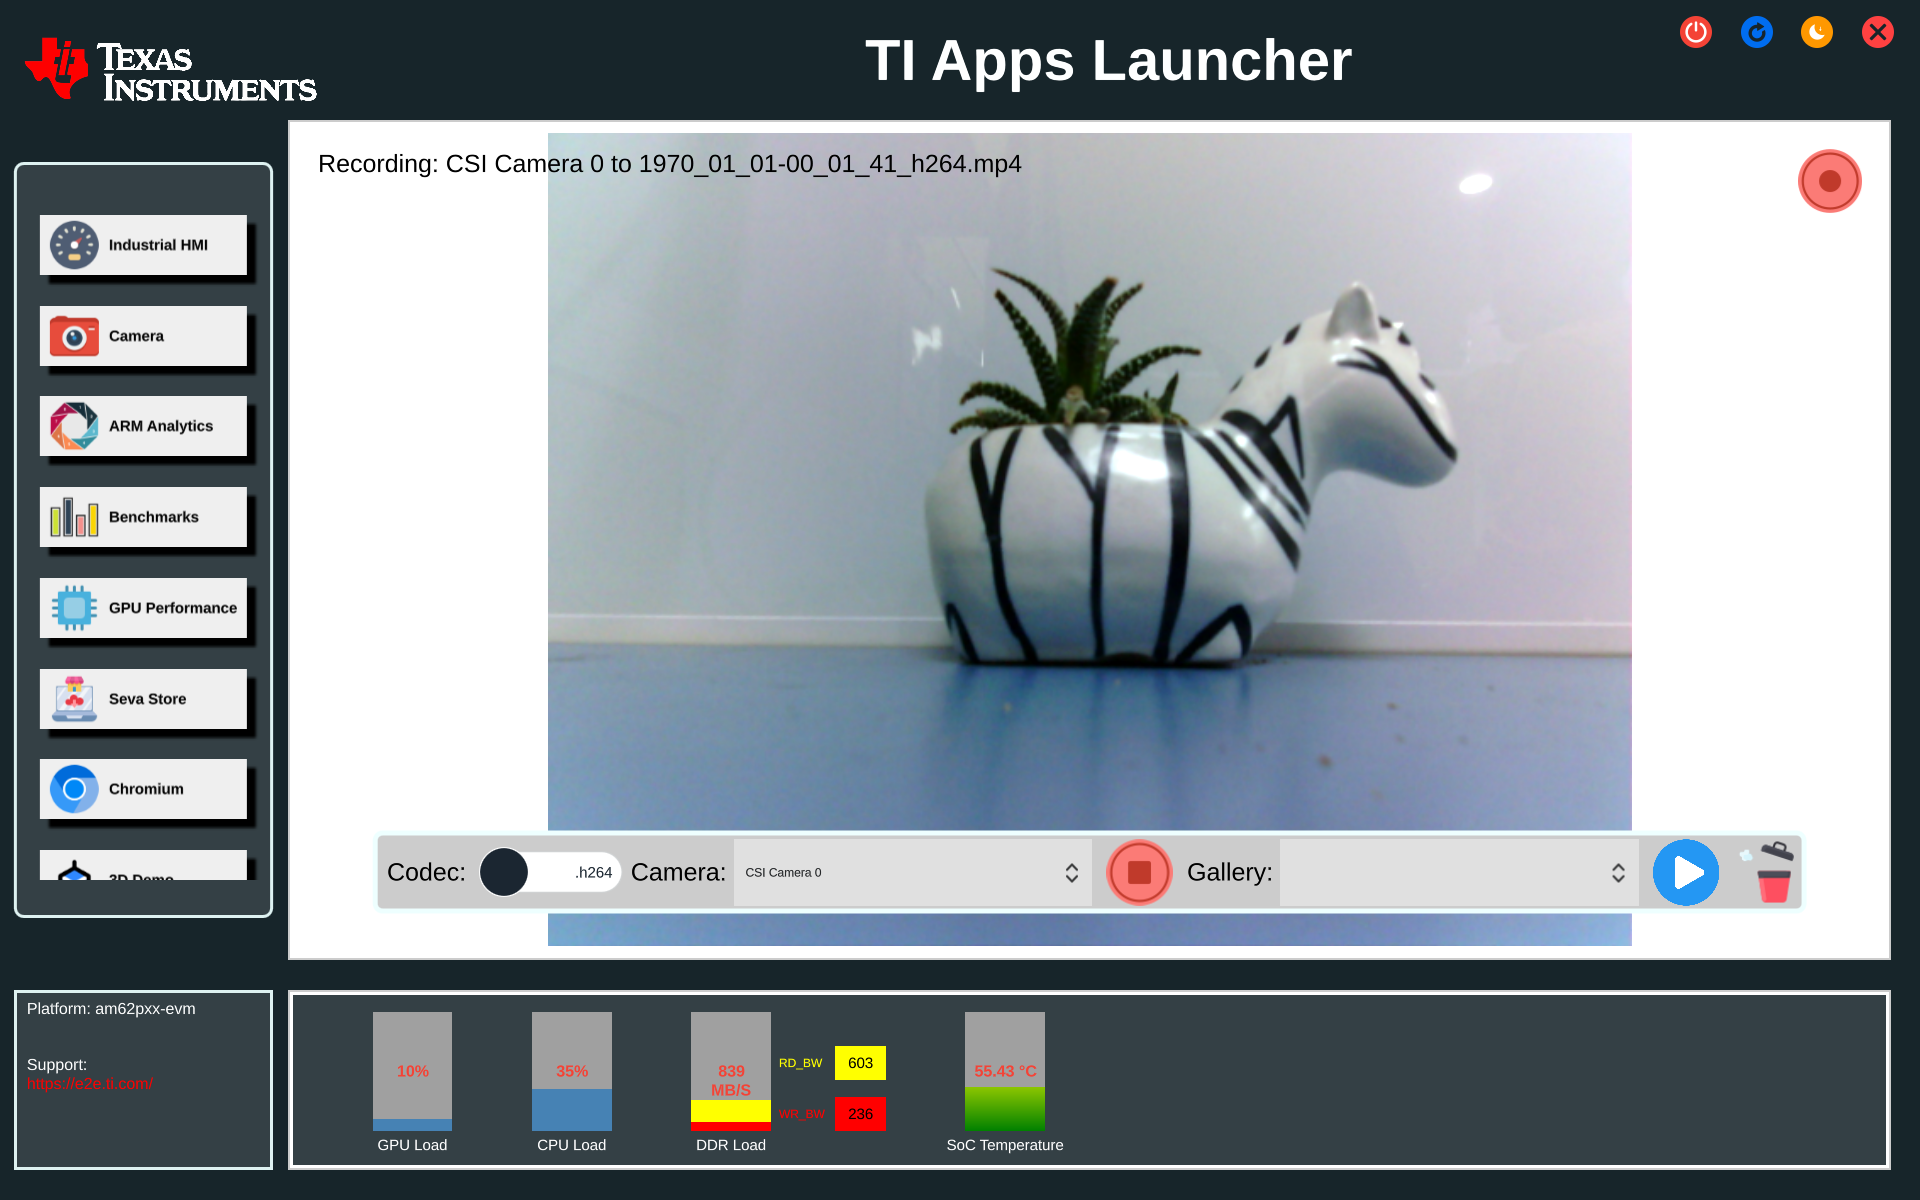 TEXAS
INSTRUMENTS
TI Apps Launcher
Recording: CSI Camera 0 to 1970_01_01-00_01_41_h264.mp4
Industrial HMI
Camera
ARM Analytics
Benchmarks
GPU Performance
Seva Store
Chromium
3D Demo
Codec: .h264 Camera: CSI Camera 0 Gallery:
Platform: am62pxx-evm
Support:
https://e2e.ti.com/
10%
GPU Load
35%
CPU Load
839
MB/S
DDR Load
RD_BW 603
WR_BW 236
55.43 °C
SoC Temperature